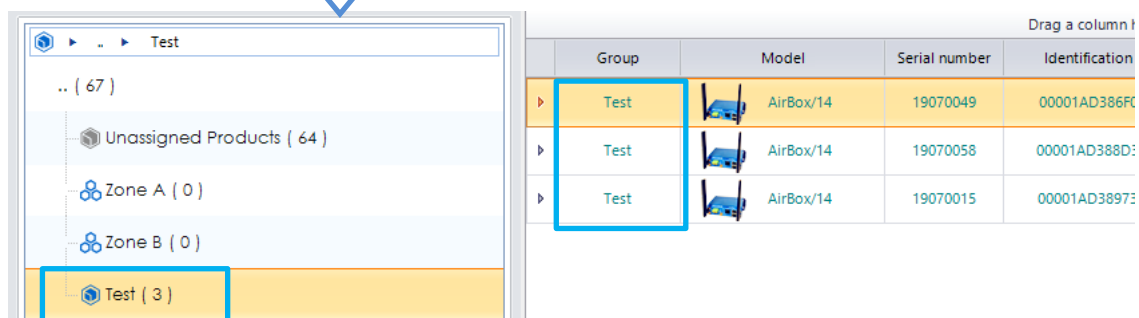 Drag a column h
.. Test
Group Model Serial number Identification
.. ( 67 )
Test AirBox/14 19070049 00001AD386F0
Unassigned Products ( 64 )
Test AirBox/14 19070058 00001AD388D3
Zone A ( 0 )
Test AirBox/14 19070015 00001AD38973
Zone B ( 0 )
Test ( 3 )